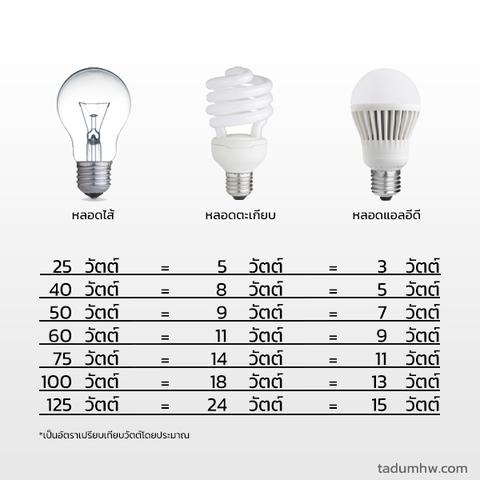 หลอดไส้ หลอดตะเกียบ หลอดแอลอีดี
25 วัตต์ = 5 วัตต์ = 3 วัตต์
40 วัตต์ = 8 วัตต์ = 5 วัตต์
50 วัตต์ = 9 วัตต์ = 7 วัตต์
60 วัตต์ = 11 วัตต์ = 9 วัตต์
75 วัตต์ = 14 วัตต์ = 11 วัตต์
100 วัตต์ = 18 วัตต์ = 13 วัตต์
125 วัตต์ = 24 วัตต์ = 15 วัตต์
*เป็นอัตราเปรียบเทียบวัตต์โดยประมาณ
tadumhw.com